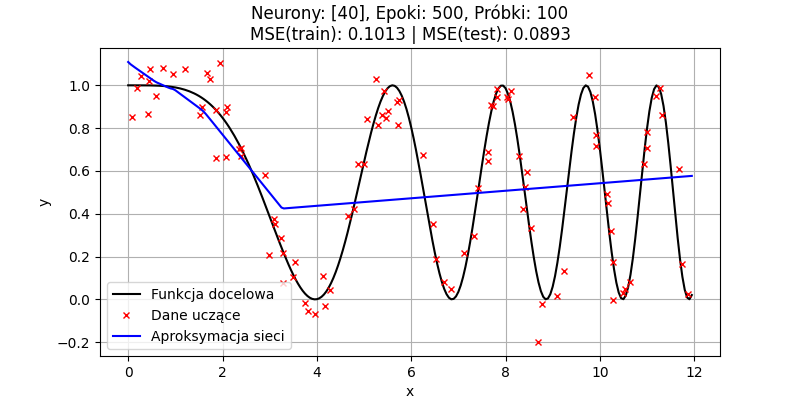 Neurony: [40], Epoki: 500, Próbki: 100
MSE(train): 0.1013 | MSE(test): 0.0893
1.0
0.8
0.6
0.4
0.2
0.0
−0.2
y
Funkcja docelowa
Dane uczące
Aproksymacja sieci
0 2 4 6 8 10 12
x